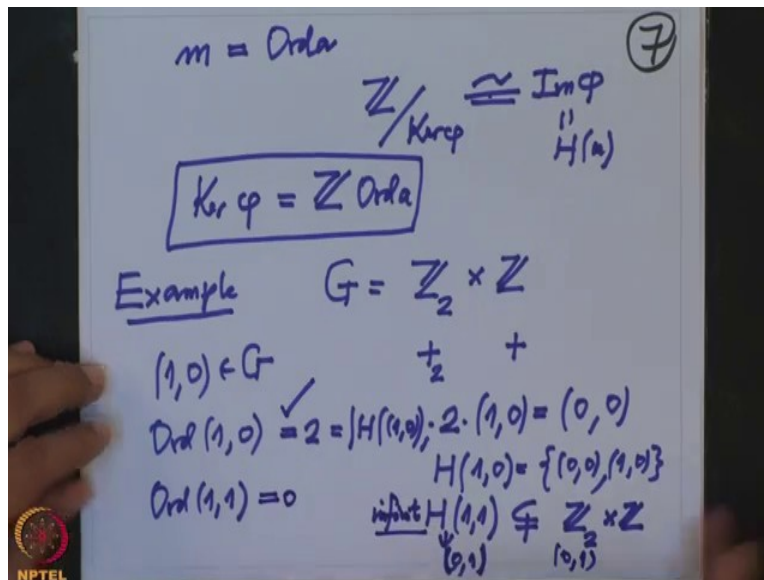 7
m = Ord a
ℤ/Ker φ ≃ Im φ
=
H(a)
Ker φ = ℤ Ord a
Example G = ℤ₂ × ℤ
+₂ +
(1,0) ∈ G
Ord (1,0) = 2 = |H((1,0)), 2·(1,0) = (0,0)
✓
H(1,0) = {(0,0), (1,0)}
Ord (1,1) = 0
infinit H(1,1) ⊊ ℤ₂ × ℤ
(0,1) (0,1)
NPTEL